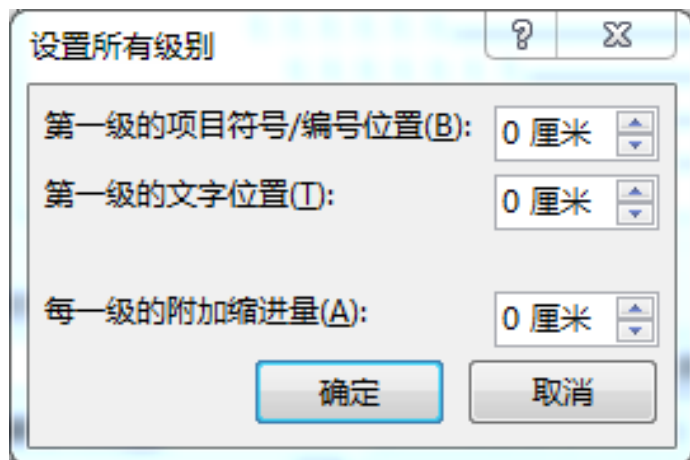 设置所有级别
第一级的项目符号/编号位置(B): 0 厘米
第一级的文字位置(T): 0 厘米
每一级的附加缩进量(A): 0 厘米
确定 取消